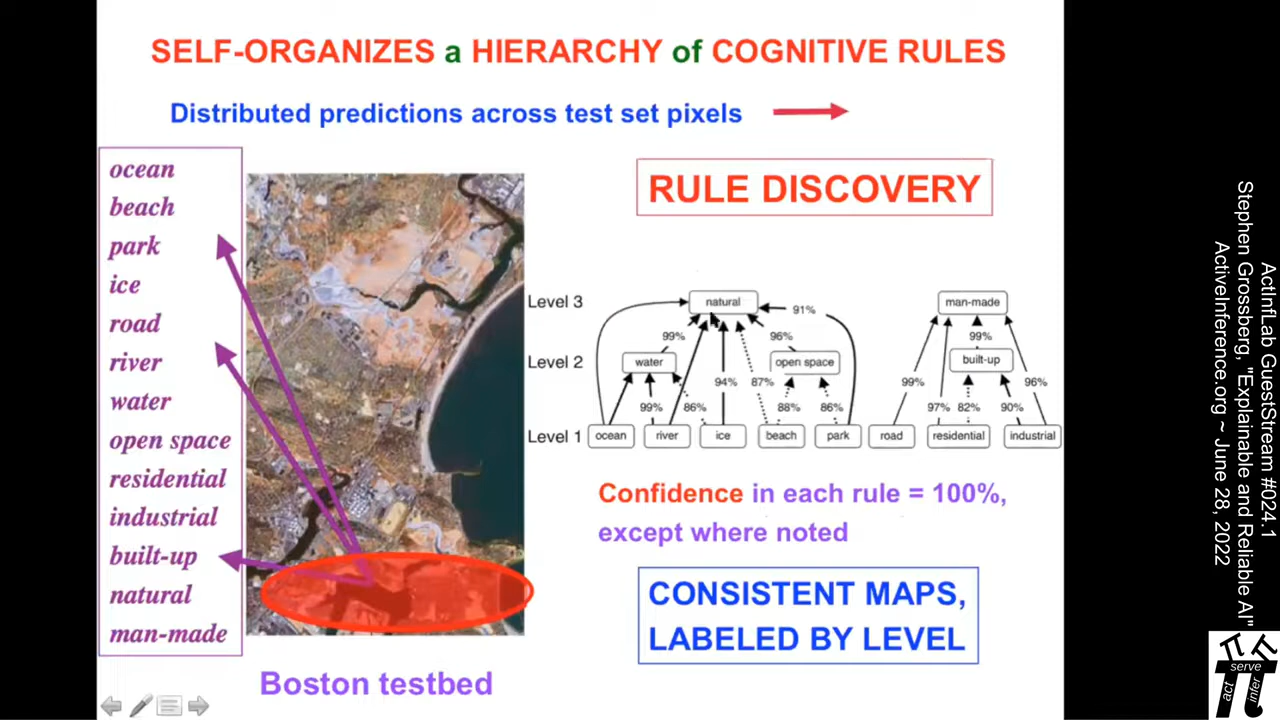 SELF-ORGANIZES a HIERARCHY of COGNITIVE RULES
Distributed predictions across test set pixels
ocean
beach
park
ice
road
river
water
open space
residential
industrial
built-up
natural
man-made
Boston testbed
RULE DISCOVERY
Level 3
natural
91%
man-made
99%
96%
99%
Level 2
water
open space
built-up
94%
87%
99%
96%
99%
86%
88%
86%
97%
82%
90%
Level 1
ocean
river
ice
beach
park
road
residential
industrial
Confidence in each rule = 100%,
except where noted
CONSISTENT MAPS,
LABELED BY LEVEL
ActInfLab GuestStream #024.1
Stephen Grossberg, "Explainable and Reliable AI"
ActiveInference.org ~ June 28, 2022
serve
act
infer